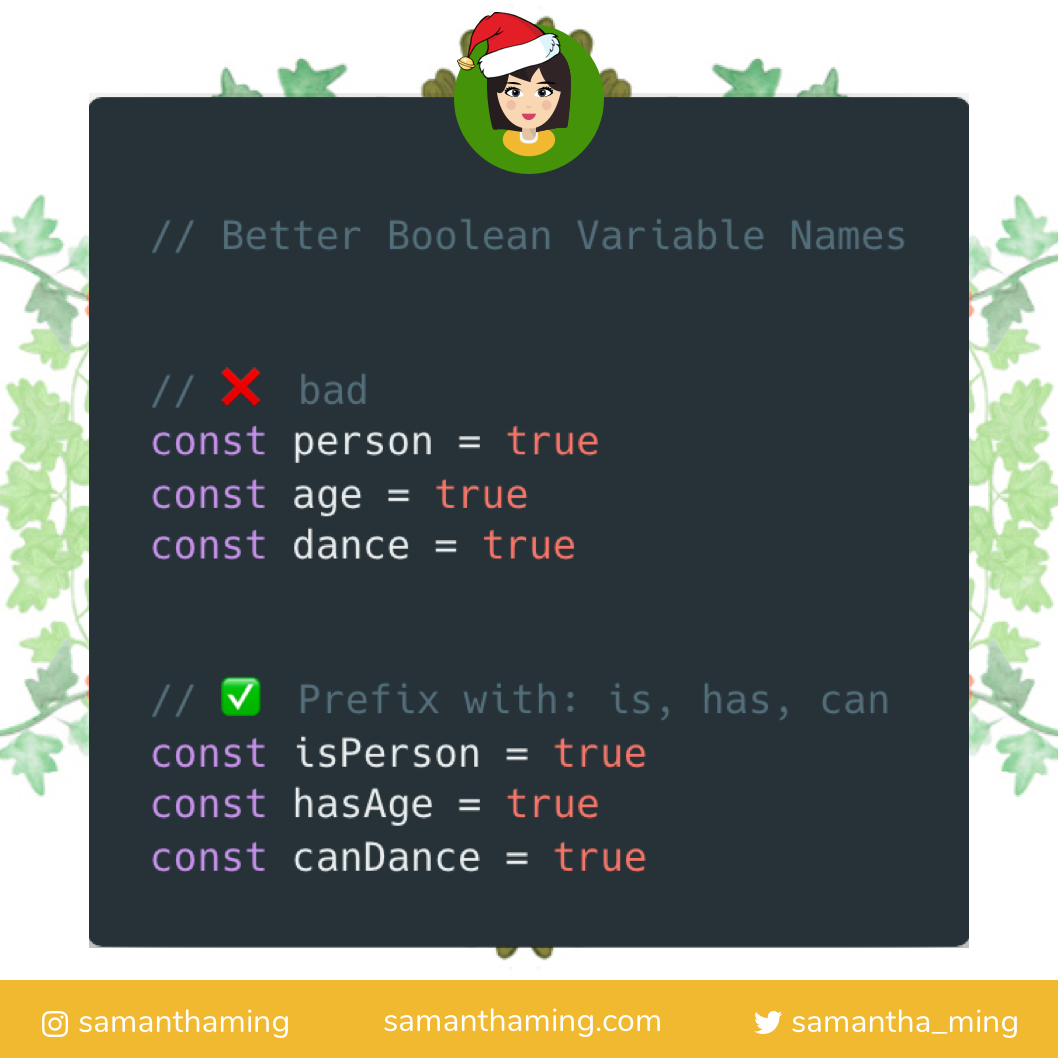 // Better Boolean Variable Names
// ❌ bad
const person = true
const age = true
const dance = true
// ✅ Prefix with: is, has, can
const isPerson = true
const hasAge = true
const canDance = true
samanthaming samanthaming.com samantha_ming